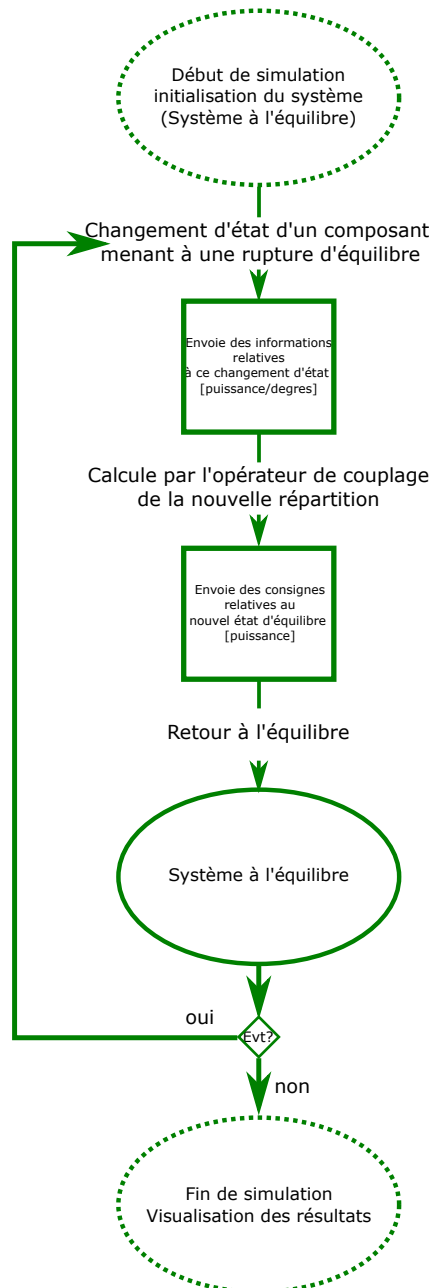 Début de simulation
initialisation du système
(Système à l'équilibre)
Changement d'état d'un composant
menant à une rupture d'équilibre
Envoie des informations
relatives
à ce changement d'état
[puissance/degres]
Calcule par l'opérateur de couplage
de la nouvelle répartition
Envoie des consignes
relatives au
nouvel état d'équilibre
[puissance]
Retour à l'équilibre
Système à l'équilibre
oui
Evt?
non
Fin de simulation
Visualisation des résultats